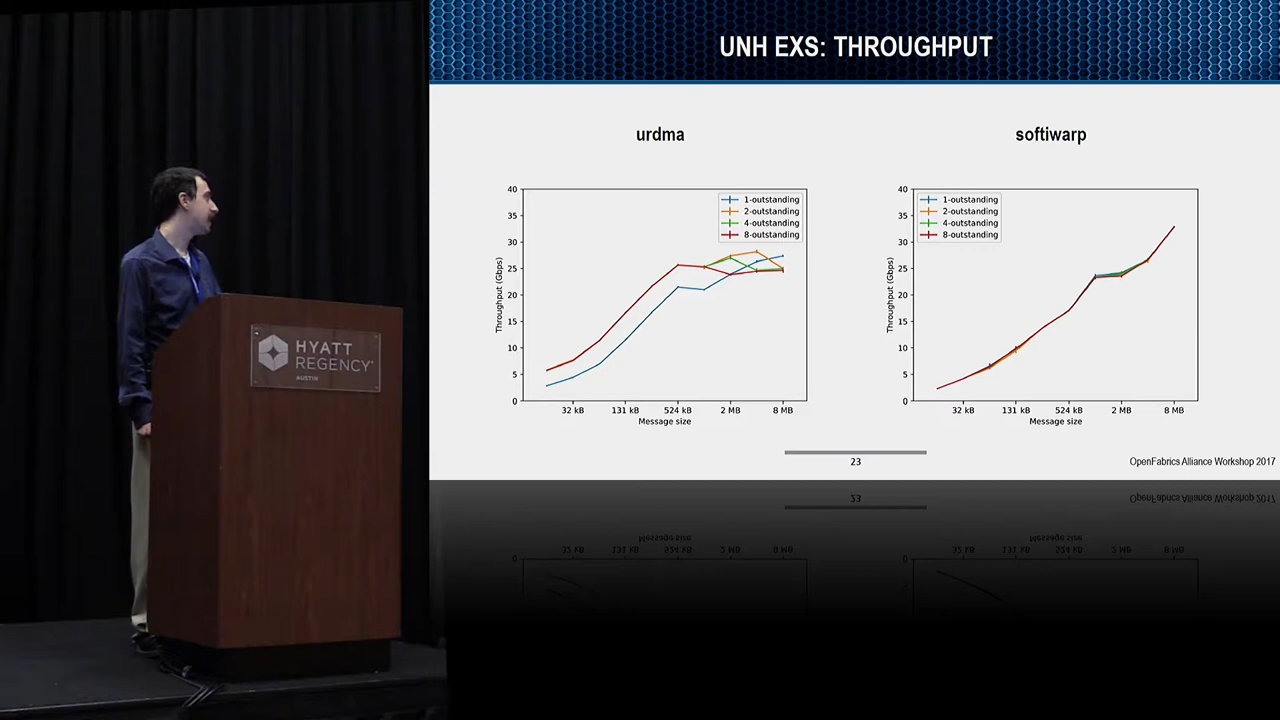 UNH EXS: THROUGHPUT
urdma
softiwarp
40
35
30
25
20
15
10
5
0
Throughput (Gbps)
1-outstanding
2-outstanding
4-outstanding
8-outstanding
32 kB
131 kB
524 kB
2 MB
8 MB
Message size
40
35
30
25
20
15
10
5
0
Throughput (Gbps)
1-outstanding
2-outstanding
4-outstanding
8-outstanding
32 kB
131 kB
524 kB
2 MB
8 MB
Message size
23
OpenFabrics Alliance Workshop 2017
HYATT
REGENCY
AUSTIN